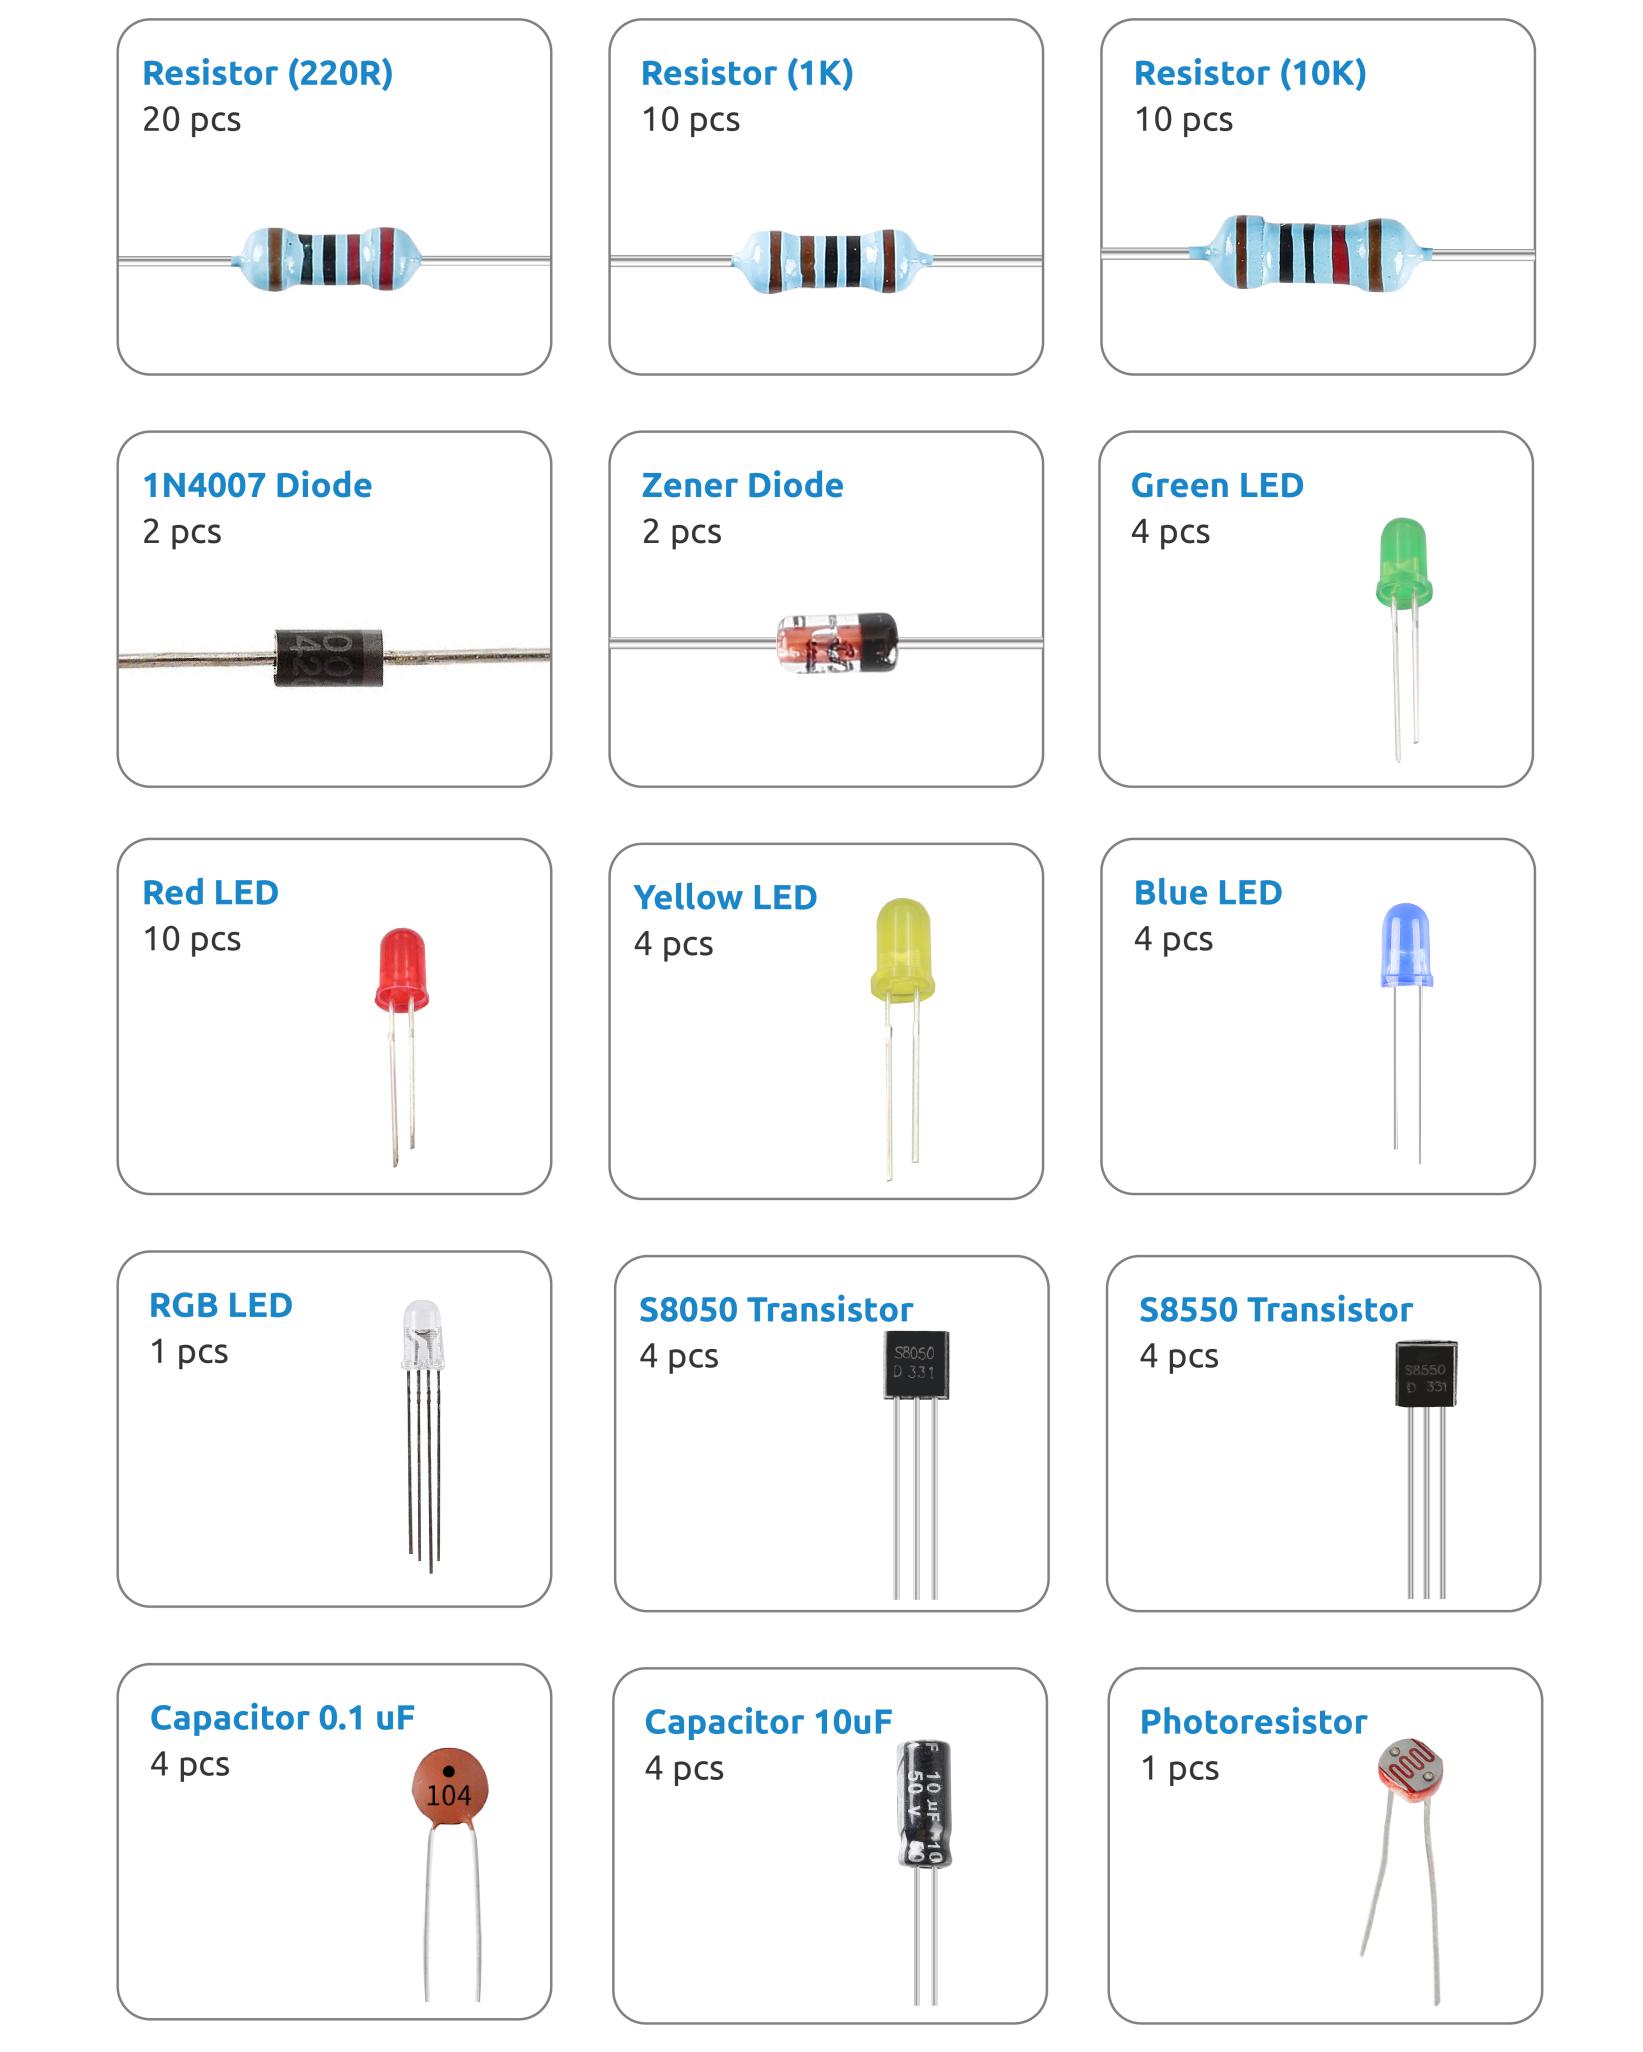 Resistor (220R)
20 pcs
Resistor (1K)
10 pcs
Resistor (10K)
10 pcs
1N4007 Diode
2 pcs
Zener Diode
2 pcs
Green LED
4 pcs
Red LED
10 pcs
Yellow LED
4 pcs
Blue LED
4 pcs
RGB LED
1 pcs
S8050 Transistor
4 pcs
S8050
D 331
S8550 Transistor
4 pcs
S8550
D 331
Capacitor 0.1 uF
4 pcs
104
Capacitor 10uF
4 pcs
10 µF
50 v
Photoresistor
1 pcs